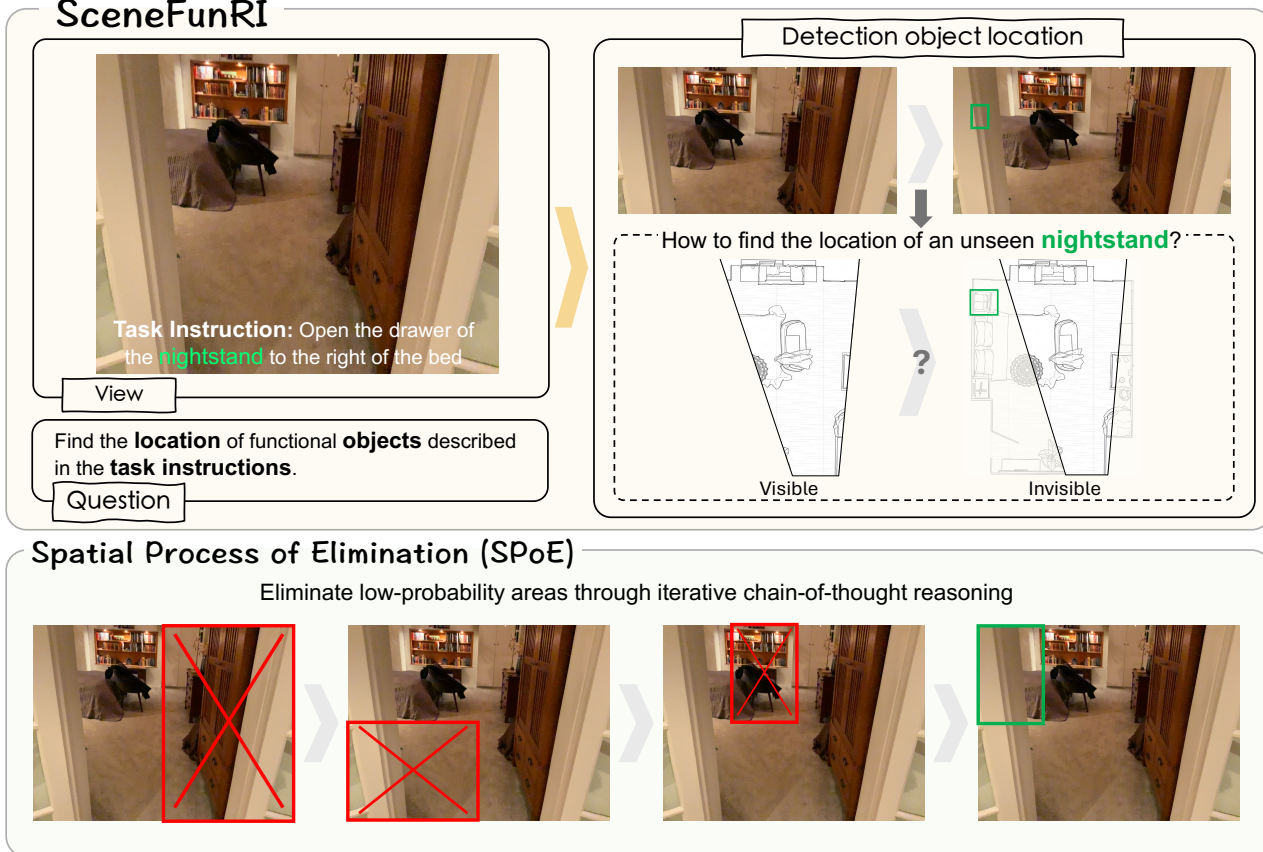 SceneFunRI
Task Instruction: Open the drawer of
the nightstand to the right of the bed
View
Find the location of functional objects described
in the task instructions.
Question
Detection object location
How to find the location of an unseen nightstand?
?
Visible
Invisible
Spatial Process of Elimination (SPoE)
Eliminate low-probability areas through iterative chain-of-thought reasoning